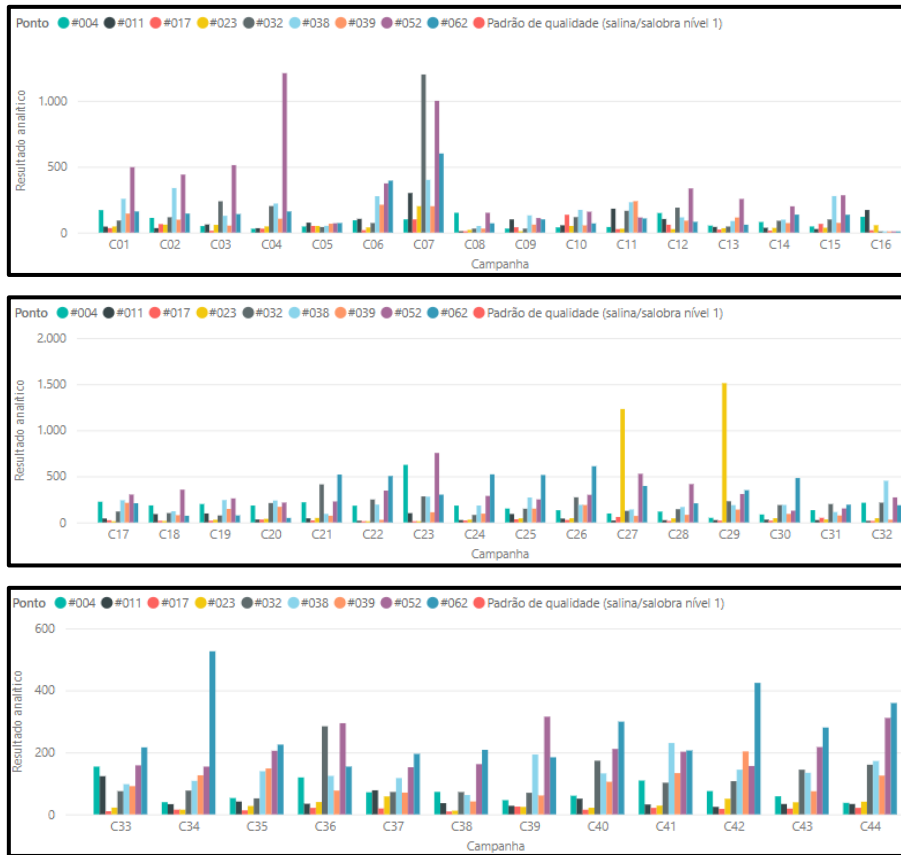 Ponto #004 #011 #017 #023 #032 #038 #039 #052 #062 Padrão de qualidade (salina/salobra nível 1)
Resultado analítico
1.000
500
0
C01 C02 C03 C04 C05 C06 C07 C08 C09 C10 C11 C12 C13 C14 C15 C16
Campanha
Ponto #004 #011 #017 #023 #032 #038 #039 #052 #062 Padrão de qualidade (salina/salobra nível 1)
Resultado analítico
2.000
1.500
1.000
500
0
C17 C18 C19 C20 C21 C22 C23 C24 C25 C26 C27 C28 C29 C30 C31 C32
Campanha
Ponto #004 #011 #017 #023 #032 #038 #039 #052 #062 Padrão de qualidade (salina/salobra nível 1)
Resultado analítico
600
400
200
0
C33 C34 C35 C36 C37 C38 C39 C40 C41 C42 C43 C44
Campanha